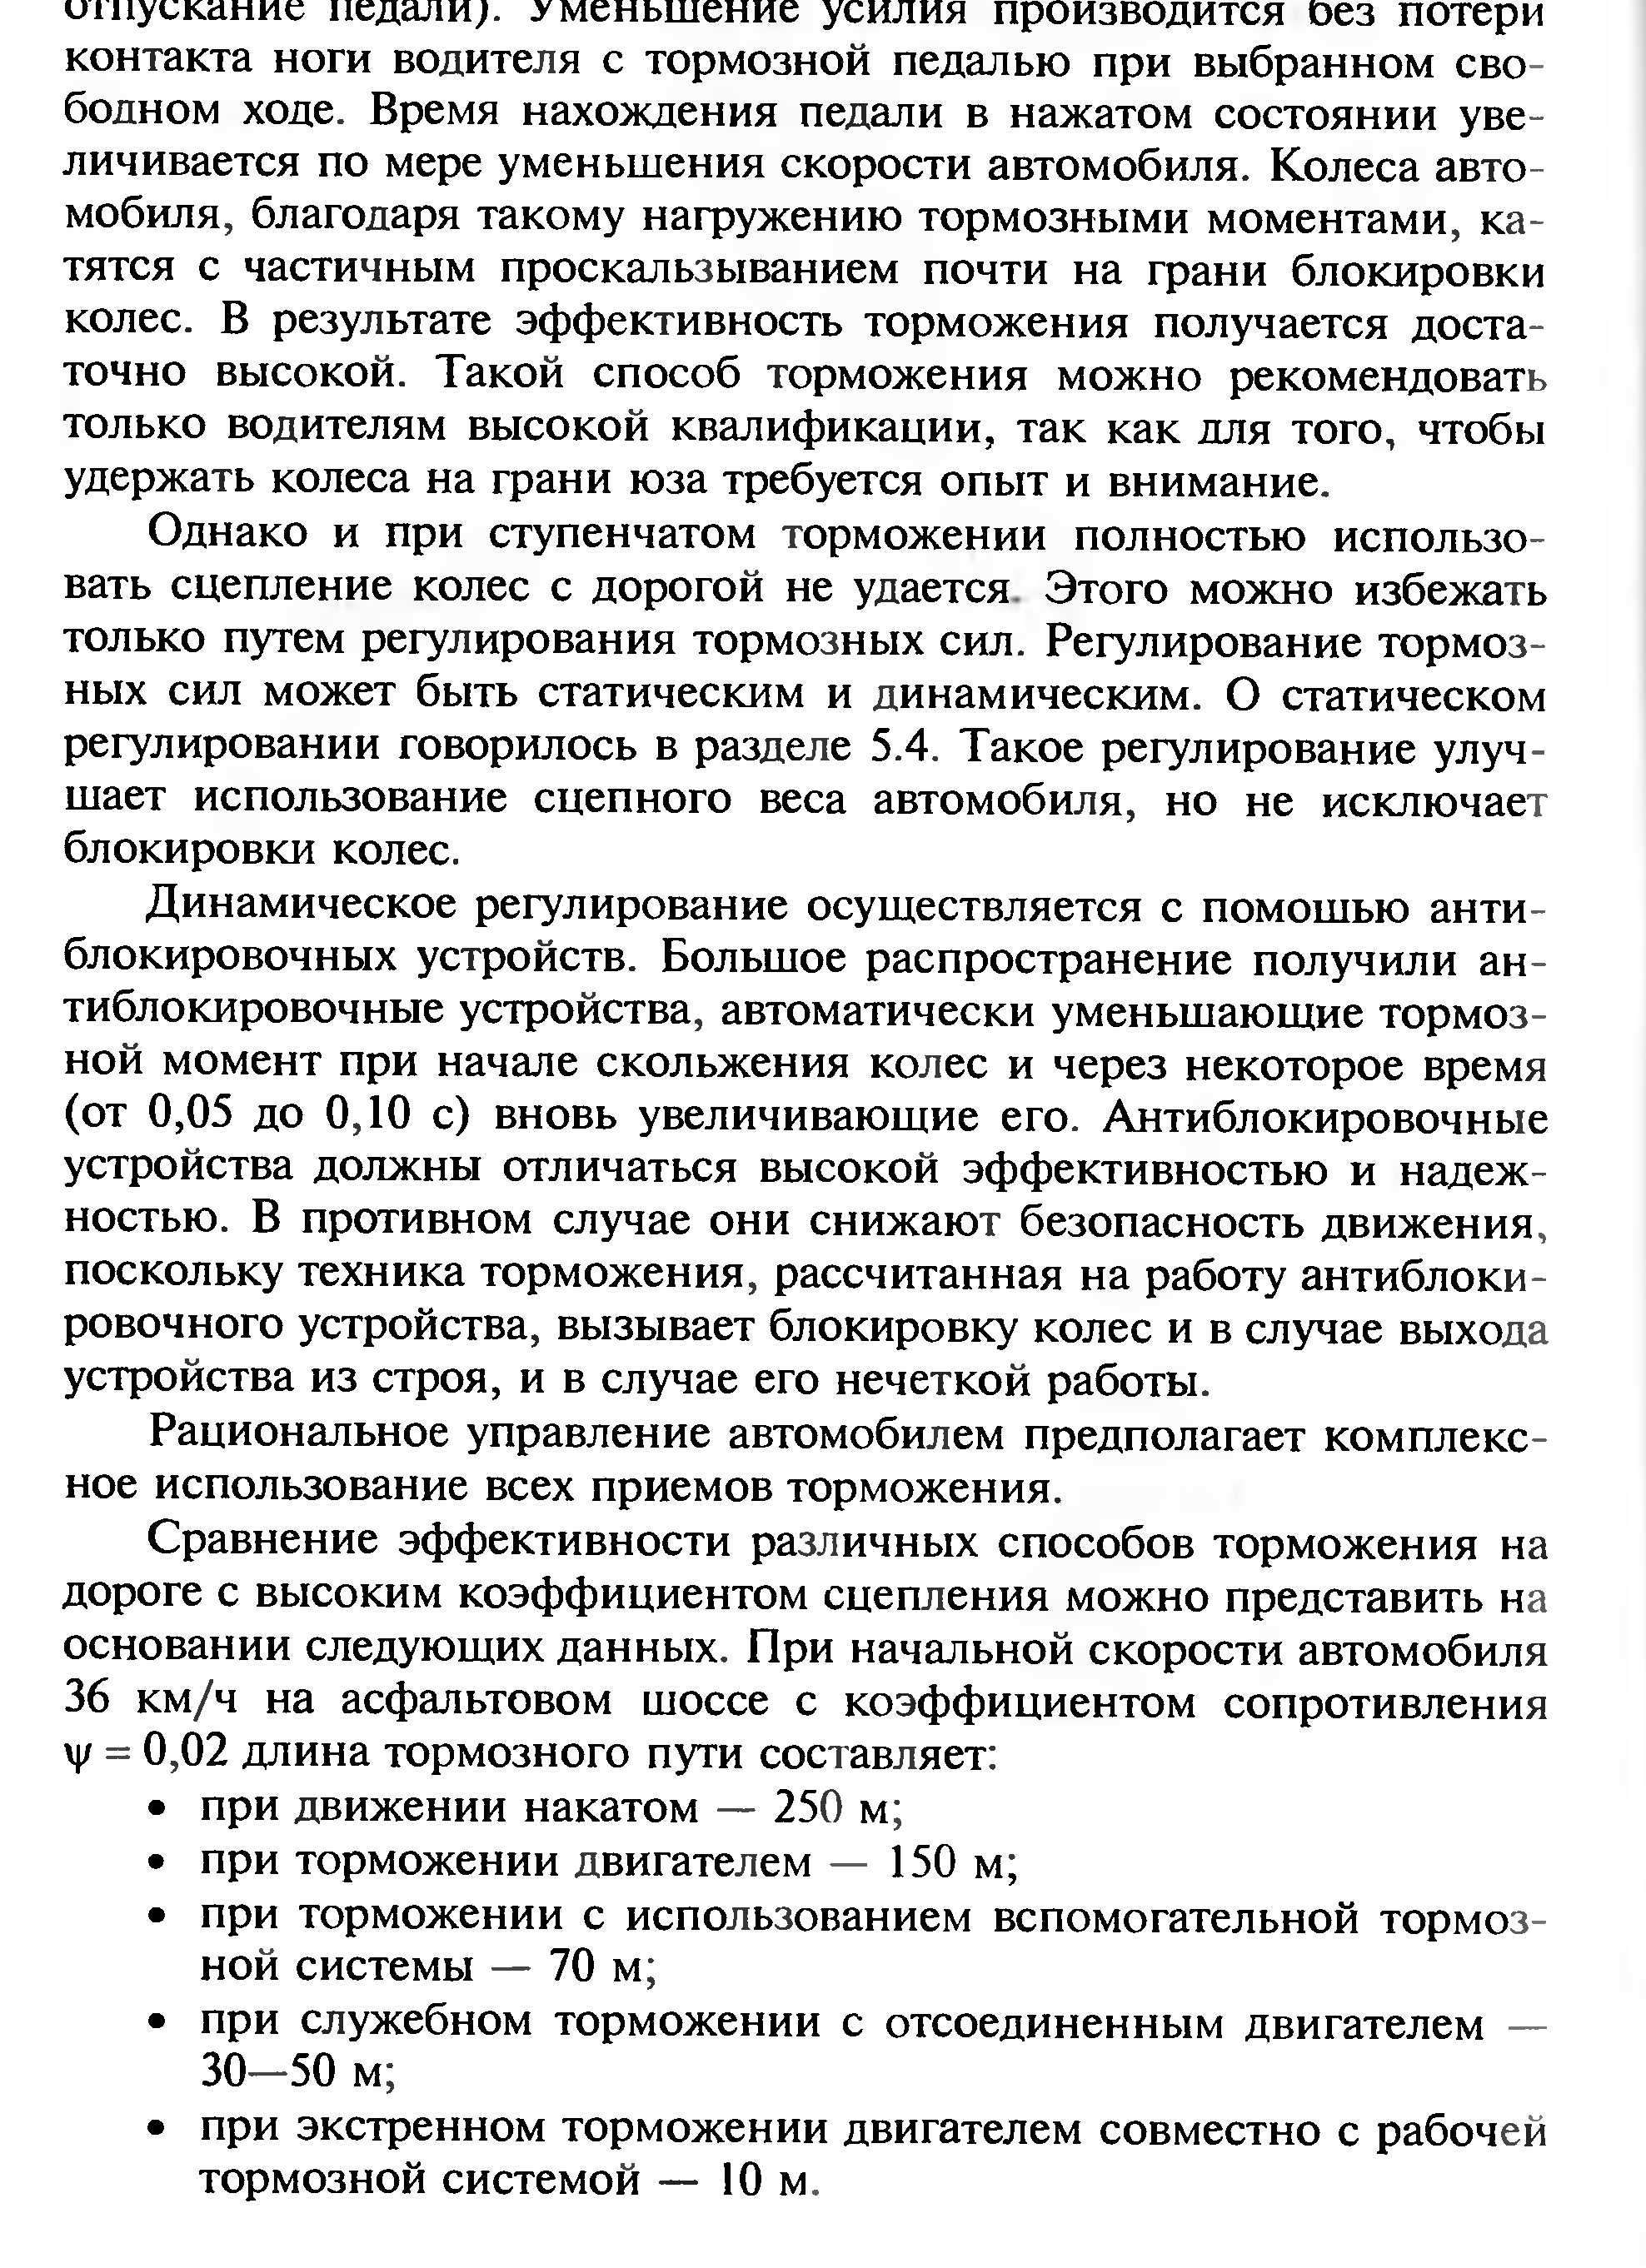 отпускание педали). Уменьшение усилия производится без потери
контакта ноги водителя с тормозной педалью при выбранном сво-
бодном ходе. Время нахождения педали в нажатом состоянии уве-
личивается по мере уменьшения скорости автомобиля. Колеса авто-
мобиля, благодаря такому нагружению тормозными моментами, ка-
тятся с частичным проскальзыванием почти на грани блокировки
колес. В результате эффективность торможения получается доста-
точно высокой. Такой способ торможения можно рекомендовать
только водителям высокой квалификации, так как для того, чтобы
удержать колеса на грани юза требуется опыт и внимание.
Однако и при ступенчатом торможении полностью использо-
вать сцепление колес с дорогой не удается. Этого можно избежать
только путем регулирования тормозных сил. Регулирование тормоз-
ных сил может быть статическим и динамическим. О статическом
регулировании говорилось в разделе 5.4. Такое регулирование улуч-
шает использование сцепного веса автомобиля, но не исключает
блокировки колес.
Динамическое регулирование осуществляется с помошью анти-
блокировочных устройств. Большое распространение получили ан-
тиблокировочные устройства, автоматически уменьшающие тормоз-
ной момент при начале скольжения колес и через некоторое время
(от 0,05 до 0,10 с) вновь увеличивающие его. Антиблокировочные
устройства должны отличаться высокой эффективностью и надеж-
ностью. В противном случае они снижают безопасность движения,
поскольку техника торможения, рассчитанная на работу антиблоки-
ровочного устройства, вызывает блокировку колес и в случае выхода
устройства из строя, и в случае его нечеткой работы.
Рациональное управление автомобилем предполагает комплекс-
ное использование всех приемов торможения.
Сравнение эффективности различных способов торможения на
дороге с высоким коэффициентом сцепления можно представить на
основании следующих данных. При начальной скорости автомобиля
36 км/ч на асфальтовом шоссе с коэффициентом сопротивления
ψ = 0,02 длина тормозного пути составляет:
• при движении накатом — 250 м;
• при торможении двигателем — 150 м;
• при торможении с использованием вспомогательной тормоз-
ной системы — 70 м;
• при служебном торможении с отсоединенным двигателем —
30—50 м;
• при экстренном торможении двигателем совместно с рабочей
тормозной системой — 10 м.